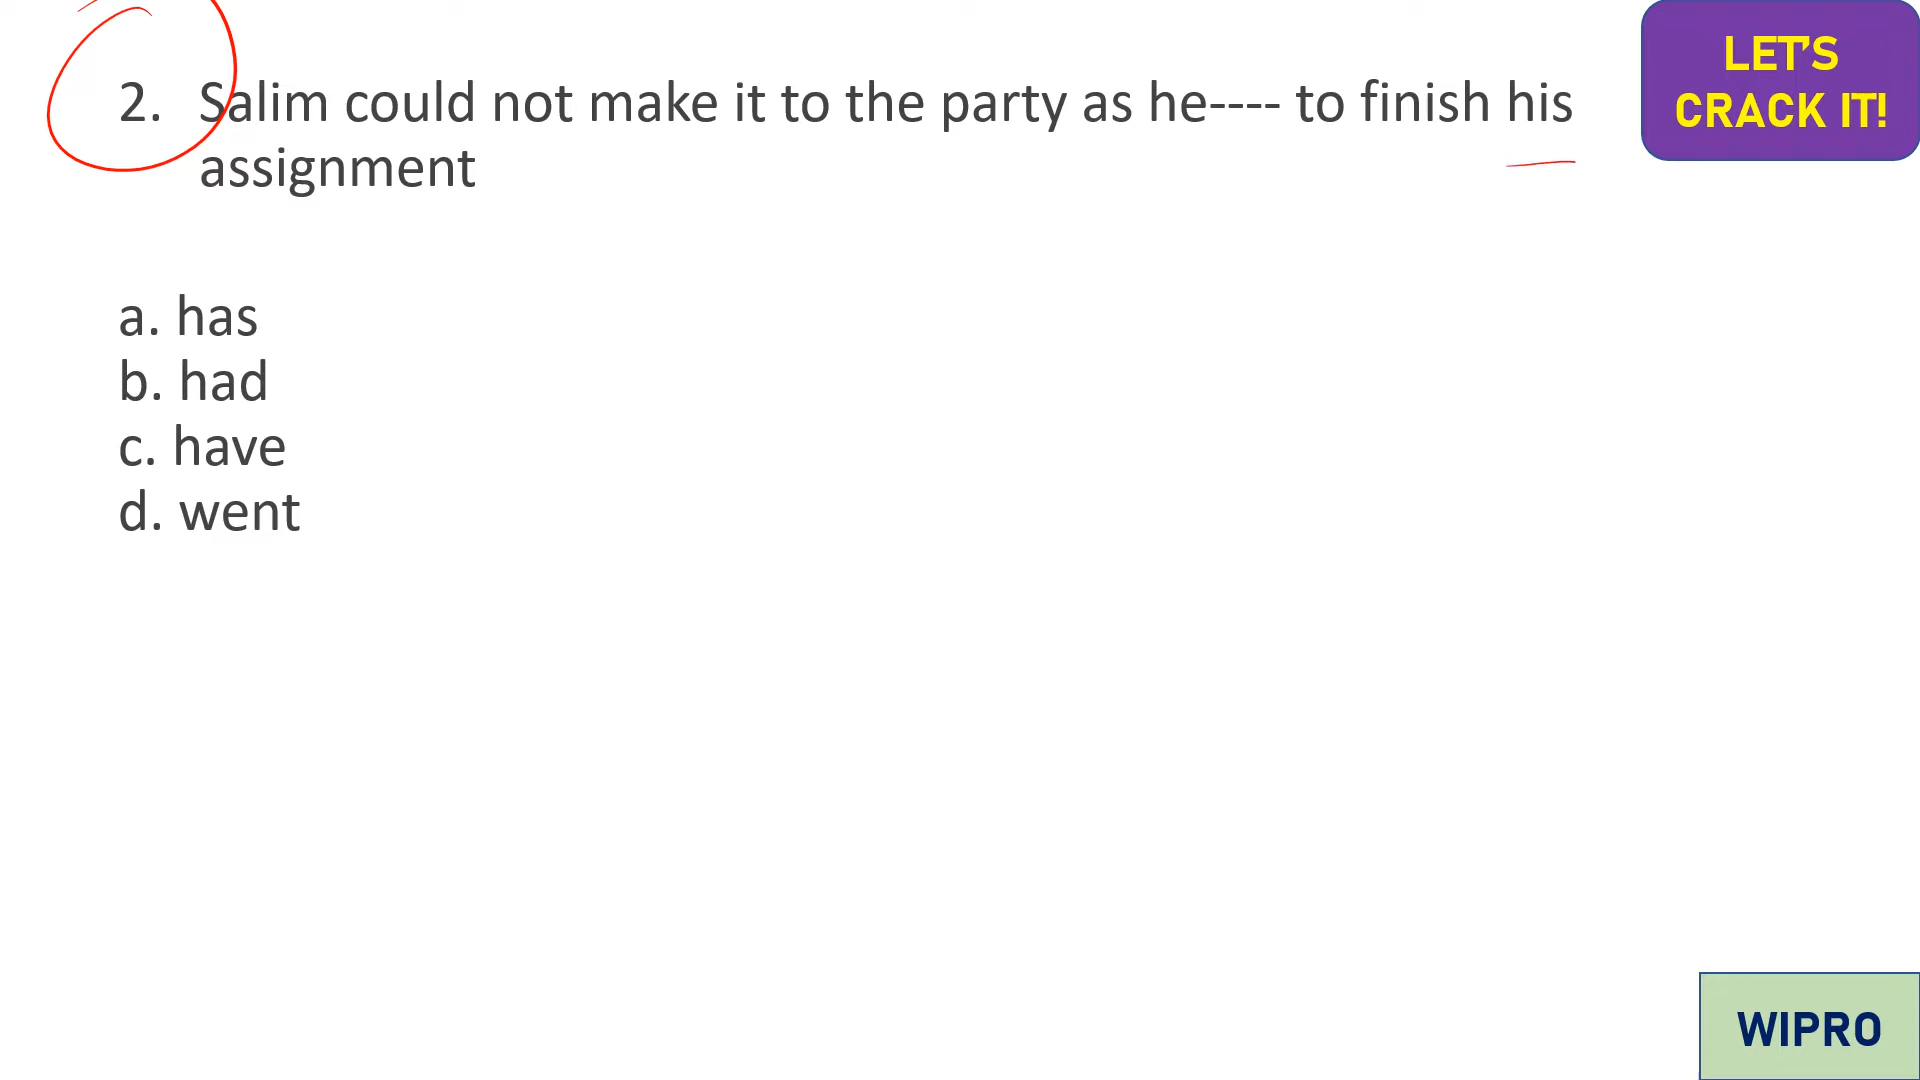 LET'S
CRACK IT!
2. Salim could not make it to the party as he---- to finish his
assignment
a. has
b. had
c. have
d. went
WIPRO